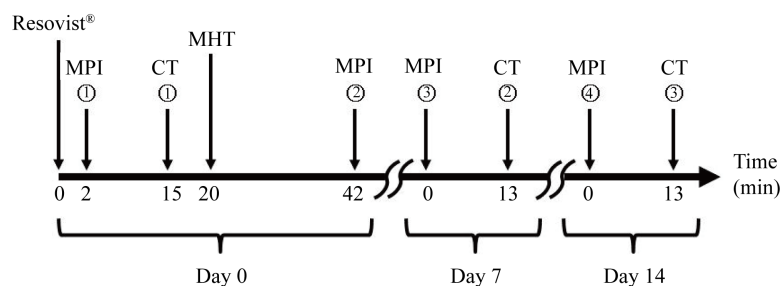 Resovist®
MHT
MPI CT MPI MPI CT MPI CT
① ① ② ③ ② ④ ③
Time
(min)
0 2 15 20 42 0 13 0 13
Day 0 Day 7 Day 14